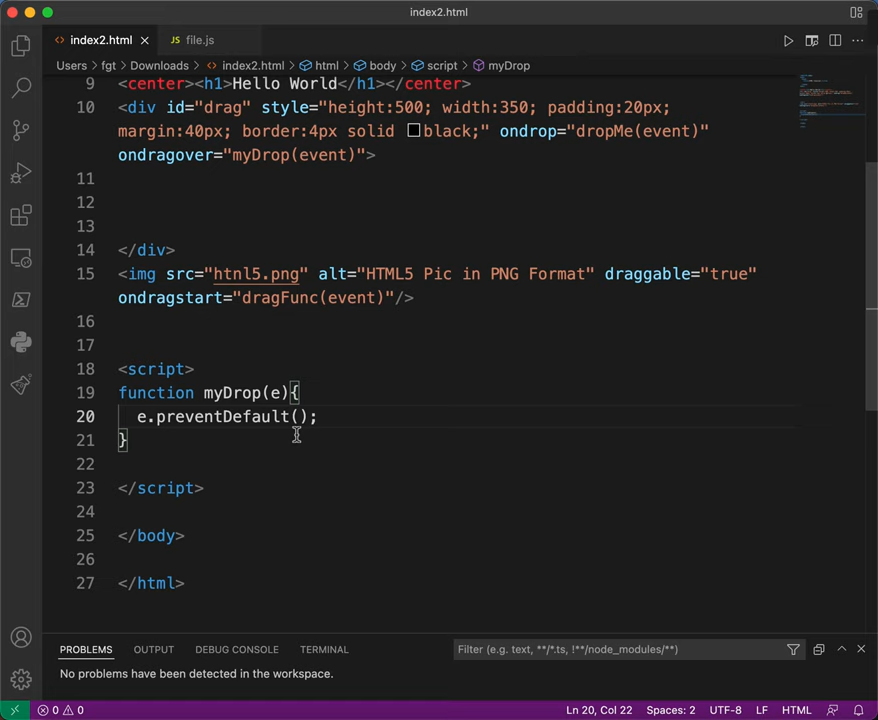 index2.html
index2.html
JS file.js
Users > fgt > Downloads > index2.html > html > body > script > myDrop
9 <center><h1>Hello World</h1></center>
10 <div id="drag" style="height:500; width:350; padding:20px;
margin:40px; border:4px solid black;" ondrop="dropMe(event)"
ondragover="myDrop(event)">
11
12
13
14 </div>
15 <img src="htnl5.png" alt="HTML5 Pic in PNG Format" draggable="true"
ondragstart="dragFunc(event)"/>
16
17
18 <script>
19 function myDrop(e){
20 e.preventDefault();
21 }
22
23 </script>
24
25 </body>
26
27 </html>
PROBLEMS OUTPUT DEBUG CONSOLE TERMINAL Filter (e.g. text, **/*.ts, !**/node_modules/**)
No problems have been detected in the workspace.
0 0 Ln 20, Col 22 Spaces: 2 UTF-8 LF HTML